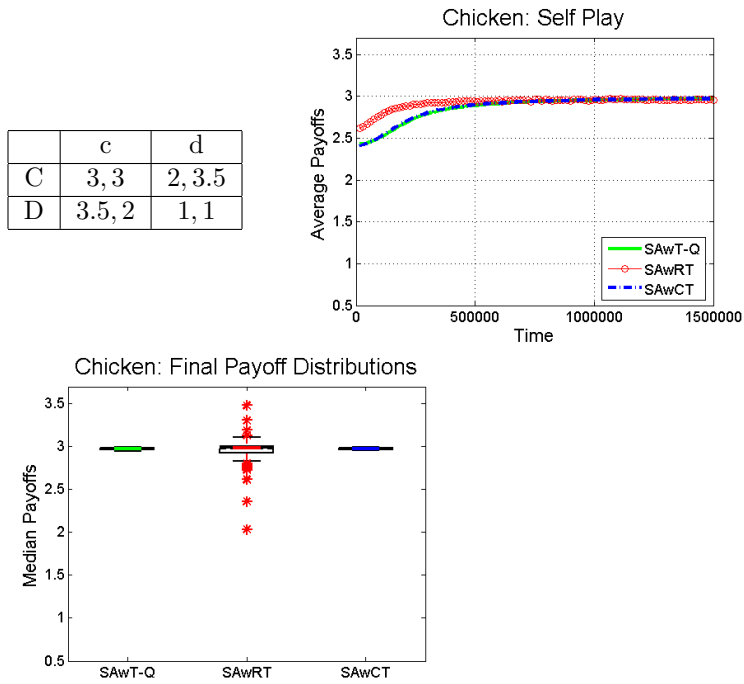 Chicken: Self Play
c d
C 3, 3 2, 3.5
D 3.5, 2 1, 1
Average Payoffs
3.5
3
2.5
2
1.5
1
0.5
0 500000 1000000 1500000
Time
SAwT-Q
SAwRT
SAwCT
Chicken: Final Payoff Distributions
Median Payoffs
3.5
3
2.5
2
1.5
1
0.5
SAwT-Q SAwRT SAwCT